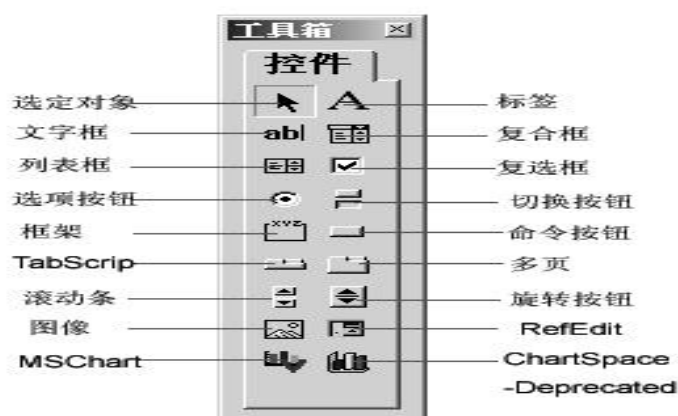 工具箱
控件
选定对象 A 标签
文字框 ab 复合框
列表框 复选框
选项按钮 切换按钮
框架 xyz 命令按钮
TabScrip 多页
滚动条 旋转按钮
图像 RefEdit
MSChart ChartSpace
-Deprecated